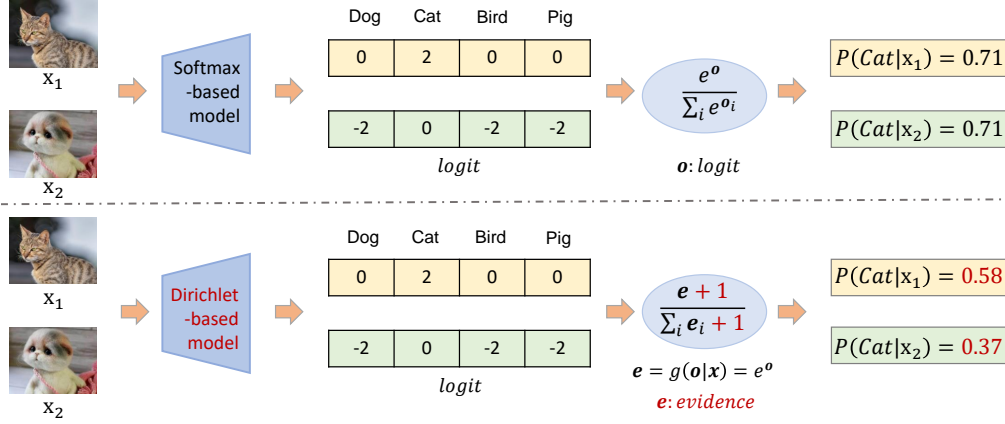 Dog Cat Bird Pig
x₁
Softmax
-based
model
0 2 0 0
-2 0 -2 -2
logit
e^o / ∑ᵢ e^oᵢ
o: logit
P(Cat|x₁) = 0.71
P(Cat|x₂) = 0.71
x₂
Dog Cat Bird Pig
x₁
Dirichlet
-based
model
0 2 0 0
-2 0 -2 -2
logit
e + 1 / ∑ᵢ eᵢ + 1
e = g(o|x) = e^o
e: evidence
P(Cat|x₁) = 0.58
P(Cat|x₂) = 0.37
x₂